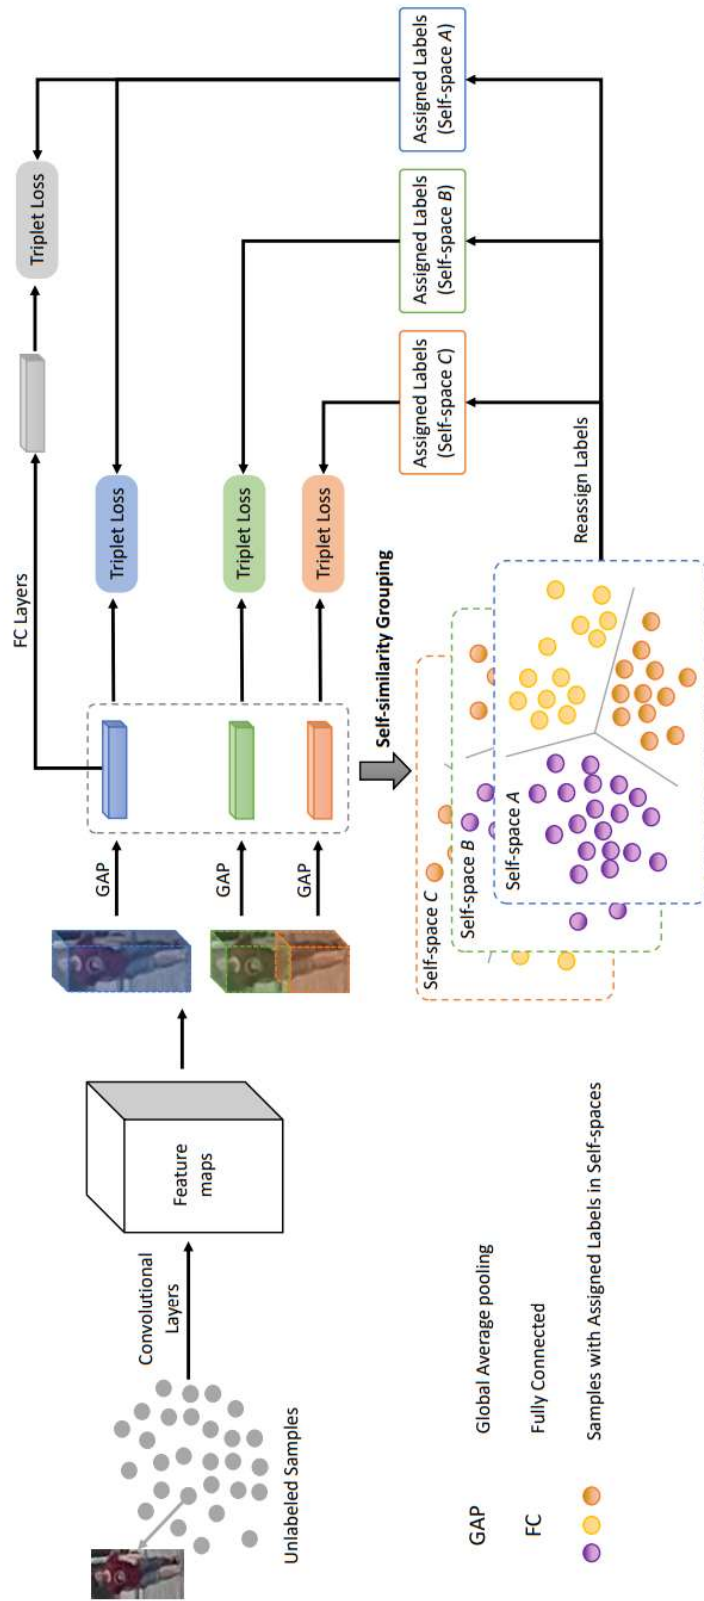 Unlabeled Samples
Convolutional
Layers
Feature
maps
GAP
GAP
GAP
FC Layers
Triplet Loss
Triplet Loss
Triplet Loss
Triplet Loss
Self-similarity Grouping
Self-space C
Self-space B
Self-space A
Reassign Labels
Assigned Labels
(Self-space C)
Assigned Labels
(Self-space B)
Assigned Labels
(Self-space A)
GAP Global Average pooling
FC Fully Connected
Samples with Assigned Labels in Self-spaces